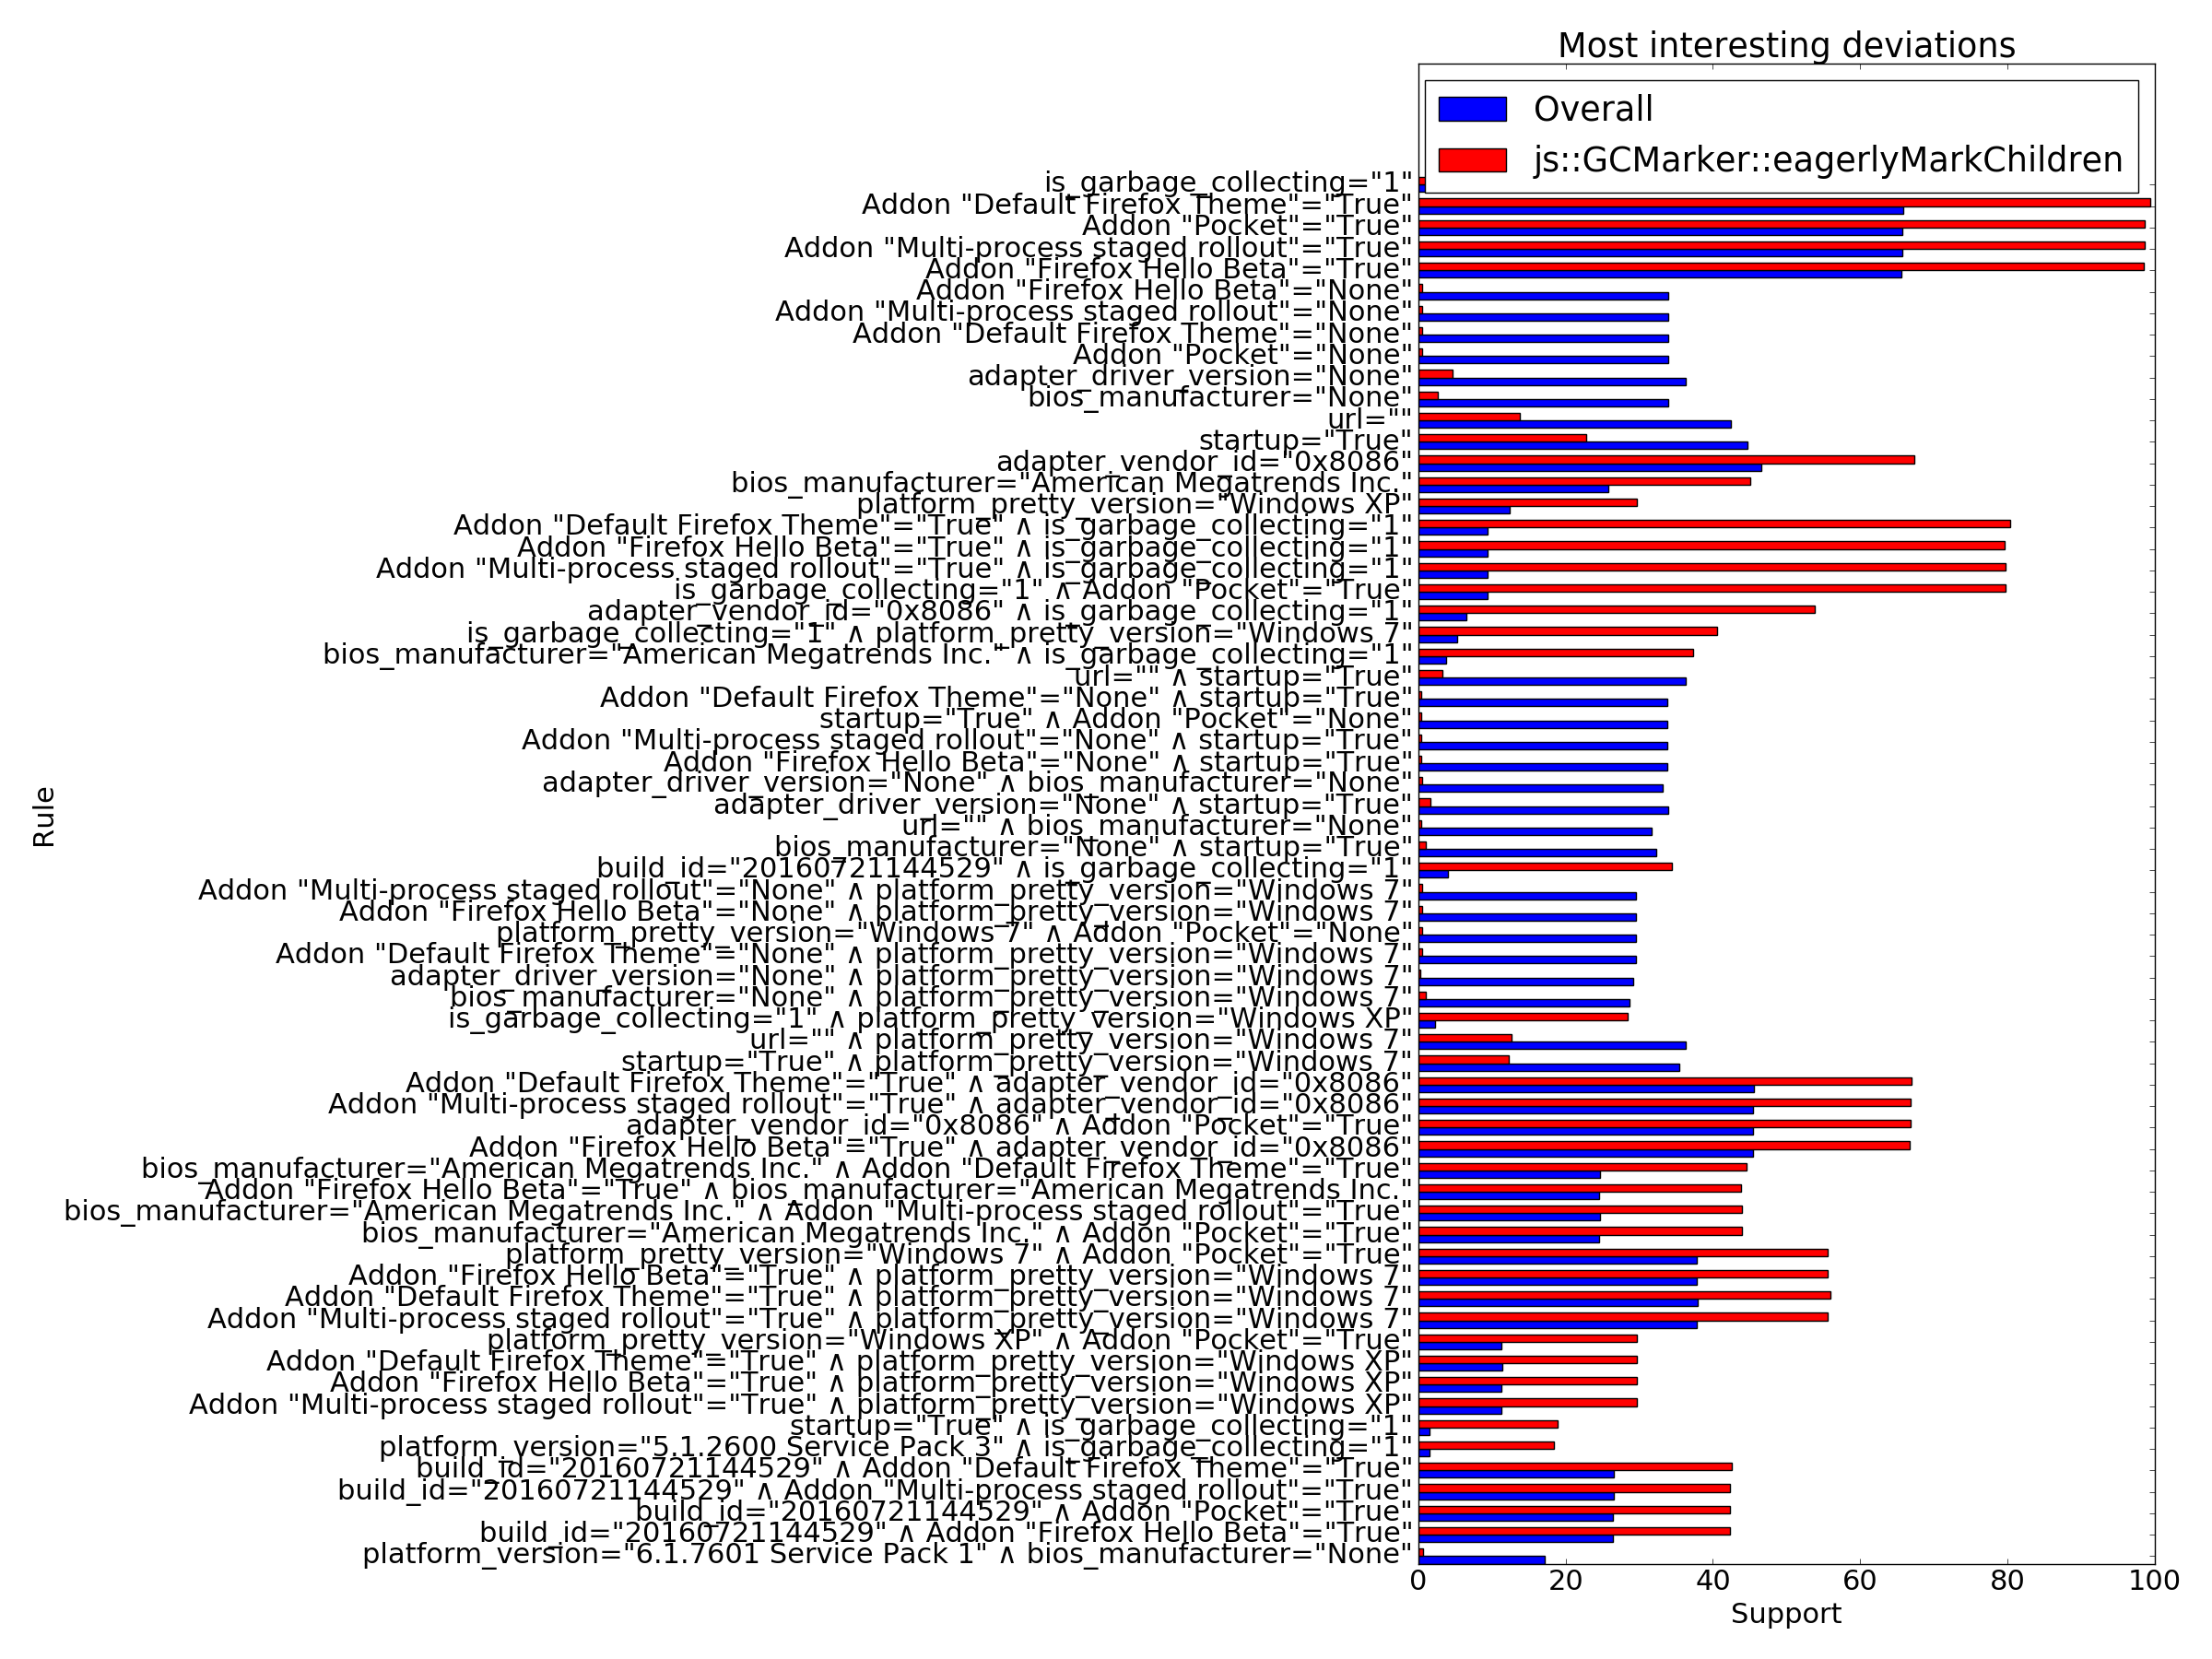 Most interesting deviations
Overall
js::GCMarker::eagerlyMarkChildren
is_garbage_collecting="1"
Addon "Default Firefox Theme"="True"
Addon "Pocket"="True"
Addon "Multi-process staged rollout"="True"
Addon "Firefox Hello Beta"="True"
Addon "Firefox Hello Beta"="None"
Addon "Multi-process staged rollout"="None"
Addon "Default Firefox Theme"="None"
Addon "Pocket"="None"
adapter_driver_version="None"
bios_manufacturer="None"
url=""
startup="True"
adapter_vendor_id="0x8086"
bios_manufacturer="American Megatrends Inc."
platform_pretty_version="Windows XP"
Addon "Default Firefox Theme"="True" ∧ is_garbage_collecting="1"
Addon "Firefox Hello Beta"="True" ∧ is_garbage_collecting="1"
Addon "Multi-process staged rollout"="True" ∧ is_garbage_collecting="1"
is_garbage_collecting="1" ∧ Addon "Pocket"="True"
adapter_vendor_id="0x8086" ∧ is_garbage_collecting="1"
is_garbage_collecting="1" ∧ platform_pretty_version="Windows 7"
bios_manufacturer="American Megatrends Inc." ∧ is_garbage_collecting="1"
url="" ∧ startup="True"
Addon "Default Firefox Theme"="None" ∧ startup="True"
startup="True" ∧ Addon "Pocket"="None"
Addon "Multi-process staged rollout"="None" ∧ startup="True"
Addon "Firefox Hello Beta"="None" ∧ startup="True"
adapter_driver_version="None" ∧ bios_manufacturer="None"
adapter_driver_version="None" ∧ startup="True"
url="" ∧ bios_manufacturer="None"
bios_manufacturer="None" ∧ startup="True"
build_id="20160721144529" ∧ is_garbage_collecting="1"
Addon "Multi-process staged rollout"="None" ∧ platform_pretty_version="Windows 7"
Addon "Firefox Hello Beta"="None" ∧ platform_pretty_version="Windows 7"
platform_pretty_version="Windows 7" ∧ Addon "Pocket"="None"
Addon "Default Firefox Theme"="None" ∧ platform_pretty_version="Windows 7"
adapter_driver_version="None" ∧ platform_pretty_version="Windows 7"
bios_manufacturer="None" ∧ platform_pretty_version="Windows 7"
is_garbage_collecting="1" ∧ platform_pretty_version="Windows XP"
url="" ∧ platform_pretty_version="Windows 7"
startup="True" ∧ platform_pretty_version="Windows 7"
Addon "Default Firefox Theme"="True" ∧ adapter_vendor_id="0x8086"
Addon "Multi-process staged rollout"="True" ∧ adapter_vendor_id="0x8086"
adapter_vendor_id="0x8086" ∧ Addon "Pocket"="True"
Addon "Firefox Hello Beta"="True" ∧ adapter_vendor_id="0x8086"
bios_manufacturer="American Megatrends Inc." ∧ Addon "Default Firefox Theme"="True"
Addon "Firefox Hello Beta"="True" ∧ bios_manufacturer="American Megatrends Inc."
bios_manufacturer="American Megatrends Inc." ∧ Addon "Multi-process staged rollout"="True"
bios_manufacturer="American Megatrends Inc." ∧ Addon "Pocket"="True"
platform_pretty_version="Windows 7" ∧ Addon "Pocket"="True"
Addon "Firefox Hello Beta"="True" ∧ platform_pretty_version="Windows 7"
Addon "Default Firefox Theme"="True" ∧ platform_pretty_version="Windows 7"
Addon "Multi-process staged rollout"="True" ∧ platform_pretty_version="Windows 7"
platform_pretty_version="Windows XP" ∧ Addon "Pocket"="True"
Addon "Default Firefox Theme"="True" ∧ platform_pretty_version="Windows XP"
Addon "Firefox Hello Beta"="True" ∧ platform_pretty_version="Windows XP"
Addon "Multi-process staged rollout"="True" ∧ platform_pretty_version="Windows XP"
startup="True" ∧ is_garbage_collecting="1"
platform_version="5.1.2600 Service Pack 3" ∧ is_garbage_collecting="1"
build_id="20160721144529" ∧ Addon "Default Firefox Theme"="True"
build_id="20160721144529" ∧ Addon "Multi-process staged rollout"="True"
build_id="20160721144529" ∧ Addon "Pocket"="True"
build_id="20160721144529" ∧ Addon "Firefox Hello Beta"="True"
platform_version="6.1.7601 Service Pack 1" ∧ bios_manufacturer="None"
Rule
0 20 40 60 80 100
Support